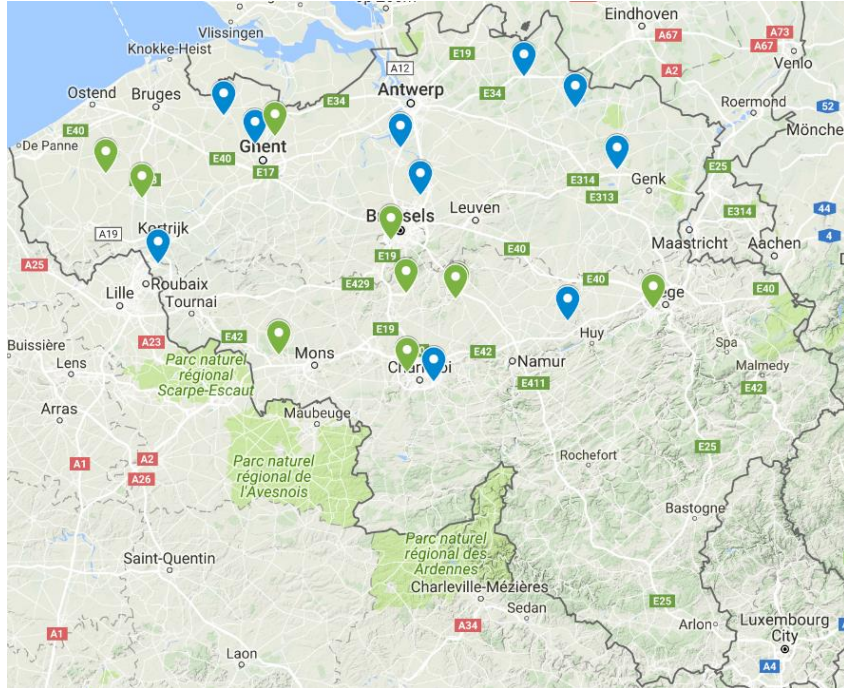 Eindhoven
Vlissingen
A67
A73
A67
Knokke-Heist
E19
A12
A2
Venlo
Antwerp
Ostend
Bruges
E34
E34
Roermond
52
E40
Mönche
De Panne
E40
Ghent
E17
E25
E314
Genk
E313
Kortrijk
Brussels
Leuven
E314
44
A19
4
Maastricht
Aachen
E19
E40
A25
Roubaix
E429
E40
E40
Lille
Tournai
Huy
E19
Buissière
A23
E42
Spa
Parc naturel
régional
Scarpe-Escaut
Mons
E42
Namur
Lens
Malmedy
Charleroi
E411
E42
Arras
Maubeuge
E25
A1
A2
Parc naturel
régional de
l'Avesnois
Rochefort
A26
Bastogne
Parc naturel
régional des
Ardennes
Saint-Quentin
Charleville-Mézières
E25
Sedan
A1
A34
Arlon
Luxembourg
City
Laon
A4